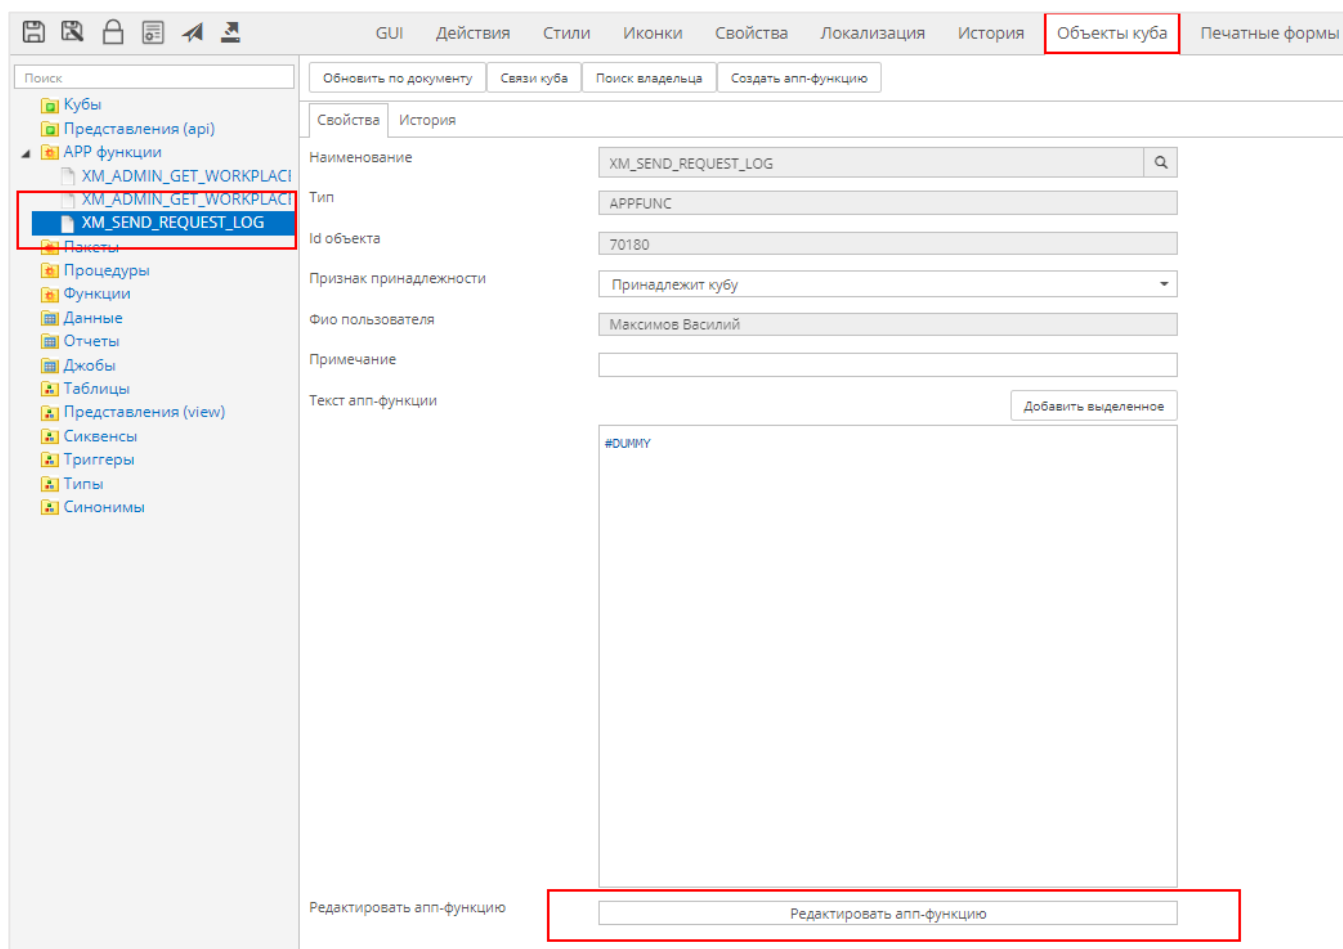 GUI Действия Стили Иконки Свойства Локализация История Объекты куба Печатные формы
Поиск
Кубы
Представления (api)
APP функции
XM_ADMIN_GET_WORKPLACE
XM_ADMIN_GET_WORKPLACE
XM_SEND_REQUEST_LOG
Пакеты
Процедуры
Функции
Данные
Отчеты
Джобы
Таблицы
Представления (view)
Сиквенсы
Триггеры
Типы
Синонимы
Обновить по документу Связи куба Поиск владельца Создать апп-функцию
Свойства История
Наименование XM_SEND_REQUEST_LOG
Тип APPFUNC
Id объекта 70180
Признак принадлежности Принадлежит кубу
Фио пользователя Максимов Василий
Примечание
Текст апп-функции Добавить выделенное
#DUMMY
Редактировать апп-функцию Редактировать апп-функцию